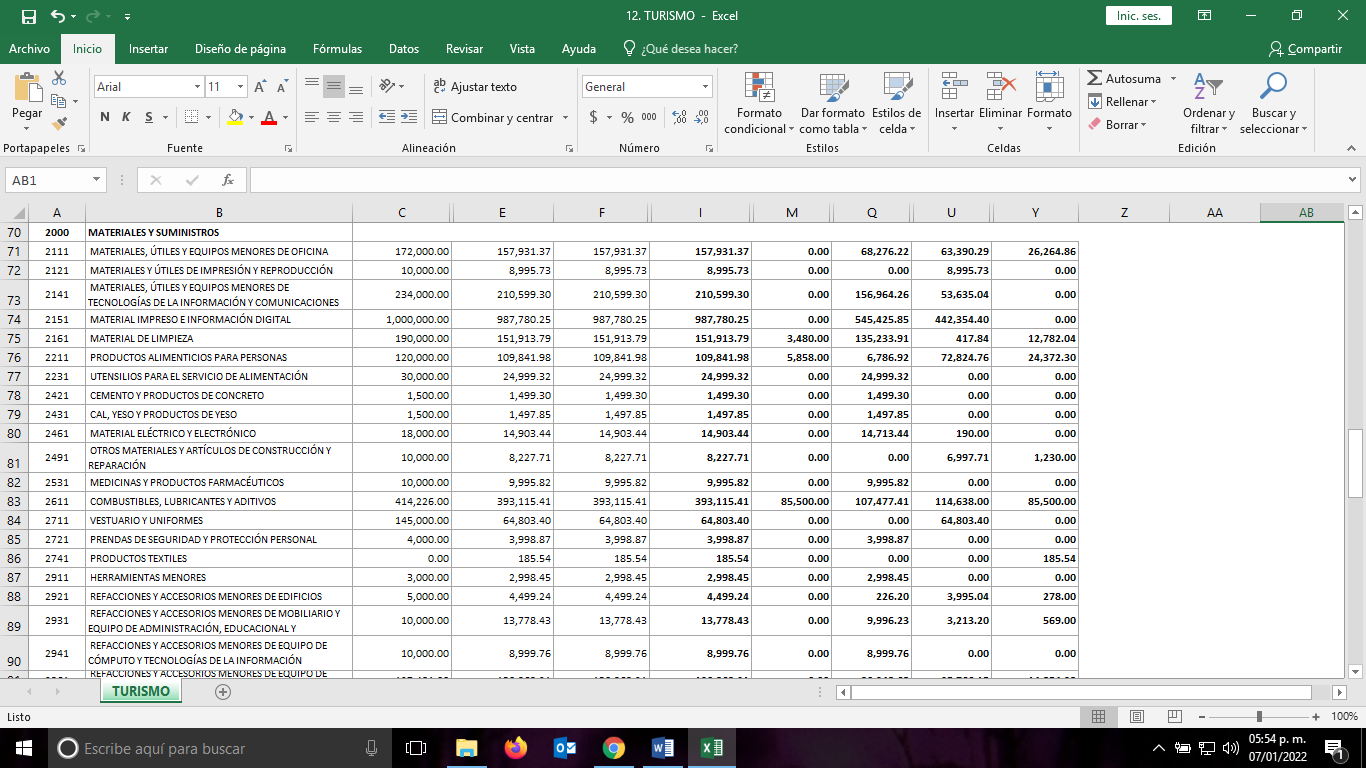 12. TURISMO - Excel
Inic. ses.
Archivo Inicio Insertar Diseño de página Fórmulas Datos Revisar Vista Ayuda ¿Qué desea hacer? Compartir
Pegar
Arial 11
N K S
Ajustar texto
Combinar y centrar
General
$ % 000
Formato condicional
Dar formato como tabla
Estilos de celda
Insertar Eliminar Formato
Autosuma
Rellenar
Borrar
Ordenar y filtrar
Buscar y seleccionar
Portapapeles Fuente Alineación Número Estilos Celdas Edición
AB1 fx
A B C E F I M Q U Y Z AA AB
70 2000 MATERIALES Y SUMINISTROS
71 2111 MATERIALES, ÚTILES Y EQUIPOS MENORES DE OFICINA 172,000.00 157,931.37 157,931.37 157,931.37 0.00 68,276.22 63,390.29 26,264.86
72 2121 MATERIALES Y ÚTILES DE IMPRESIÓN Y REPRODUCCIÓN 10,000.00 8,995.73 8,995.73 8,995.73 0.00 0.00 8,995.73 0.00
73 2141 MATERIALES, ÚTILES Y EQUIPOS MENORES DE
TECNOLOGÍAS DE LA INFORMACIÓN Y COMUNICACIONES 234,000.00 210,599.30 210,599.30 210,599.30 0.00 156,964.26 53,635.04 0.00
74 2151 MATERIAL IMPRESO E INFORMACIÓN DIGITAL 1,000,000.00 987,780.25 987,780.25 987,780.25 0.00 545,425.85 442,354.40 0.00
75 2161 MATERIAL DE LIMPIEZA 190,000.00 151,913.79 151,913.79 151,913.79 3,480.00 135,233.91 417.84 12,782.04
76 2211 PRODUCTOS ALIMENTICIOS PARA PERSONAS 120,000.00 109,841.98 109,841.98 109,841.98 5,858.00 6,786.92 72,824.76 24,372.30
77 2231 UTENSILIOS PARA EL SERVICIO DE ALIMENTACIÓN 30,000.00 24,999.32 24,999.32 24,999.32 0.00 24,999.32 0.00 0.00
78 2421 CEMENTO Y PRODUCTOS DE CONCRETO 1,500.00 1,499.30 1,499.30 1,499.30 0.00 1,499.30 0.00 0.00
79 2431 CAL, YESO Y PRODUCTOS DE YESO 1,500.00 1,497.85 1,497.85 1,497.85 0.00 1,497.85 0.00 0.00
80 2461 MATERIAL ELÉCTRICO Y ELECTRÓNICO 18,000.00 14,903.44 14,903.44 14,903.44 0.00 14,713.44 190.00 0.00
81 2491 OTROS MATERIALES Y ARTÍCULOS DE CONSTRUCCIÓN Y
REPARACIÓN 10,000.00 8,227.71 8,227.71 8,227.71 0.00 0.00 6,997.71 1,230.00
82 2531 MEDICINAS Y PRODUCTOS FARMACÉUTICOS 10,000.00 9,995.82 9,995.82 9,995.82 0.00 9,995.82 0.00 0.00
83 2611 COMBUSTIBLES, LUBRICANTES Y ADITIVOS 414,226.00 393,115.41 393,115.41 393,115.41 85,500.00 107,477.41 114,638.00 85,500.00
84 2711 VESTUARIO Y UNIFORMES 145,000.00 64,803.40 64,803.40 64,803.40 0.00 0.00 64,803.40 0.00
85 2721 PRENDAS DE SEGURIDAD Y PROTECCIÓN PERSONAL 4,000.00 3,998.87 3,998.87 3,998.87 0.00 3,998.87 0.00 0.00
86 2741 PRODUCTOS TEXTILES 0.00 185.54 185.54 185.54 0.00 0.00 0.00 185.54
87 2911 HERRAMIENTAS MENORES 3,000.00 2,998.45 2,998.45 2,998.45 0.00 2,998.45 0.00 0.00
88 2921 REFACCIONES Y ACCESORIOS MENORES DE EDIFICIOS 5,000.00 4,499.24 4,499.24 4,499.24 0.00 226.20 3,995.04 278.00
89 2931 REFACCIONES Y ACCESORIOS MENORES DE MOBILIARIO Y
EQUIPO DE ADMINISTRACIÓN, EDUCACIONAL Y 10,000.00 13,778.43 13,778.43 13,778.43 0.00 9,996.23 3,213.20 569.00
90 2941 REFACCIONES Y ACCESORIOS MENORES DE EQUIPO DE
CÓMPUTO Y TECNOLOGÍAS DE LA INFORMACIÓN 10,000.00 8,999.76 8,999.76 8,999.76 0.00 8,999.76 0.00 0.00
REFACCIONES Y ACCESORIOS MENORES DE EQUIPO DE
TURISMO
Listo 100%
Escribe aquí para buscar
05:54 p. m.
07/01/2022
1